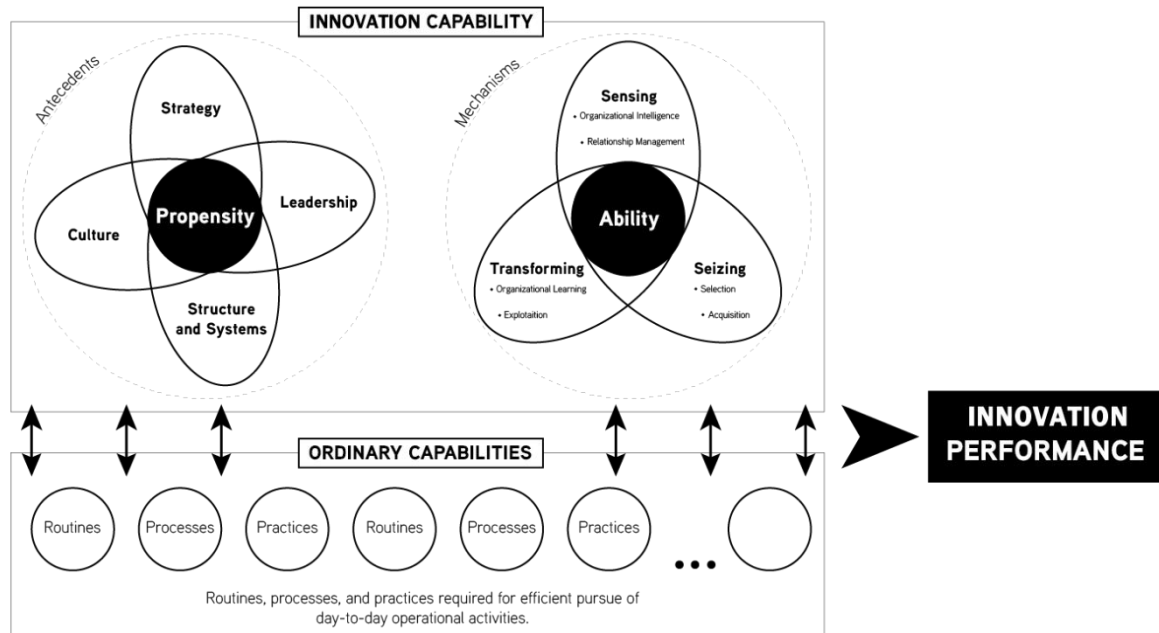 INNOVATION CAPABILITY
Antecedents
Strategy
Leadership
Propensity
Culture
Structure
and Systems
Mechanisms
Sensing
• Organizational Intelligence
• Relationship Management
Ability
Transforming
• Organizational Learning
• Explotaition
Seizing
• Selection
• Acquisition
INNOVATION
PERFORMANCE
ORDINARY CAPABILITIES
Routines
Processes
Practices
Routines
Processes
Practices
...
Routines, processes, and practices required for efficient pursue of
day-to-day operational activities.